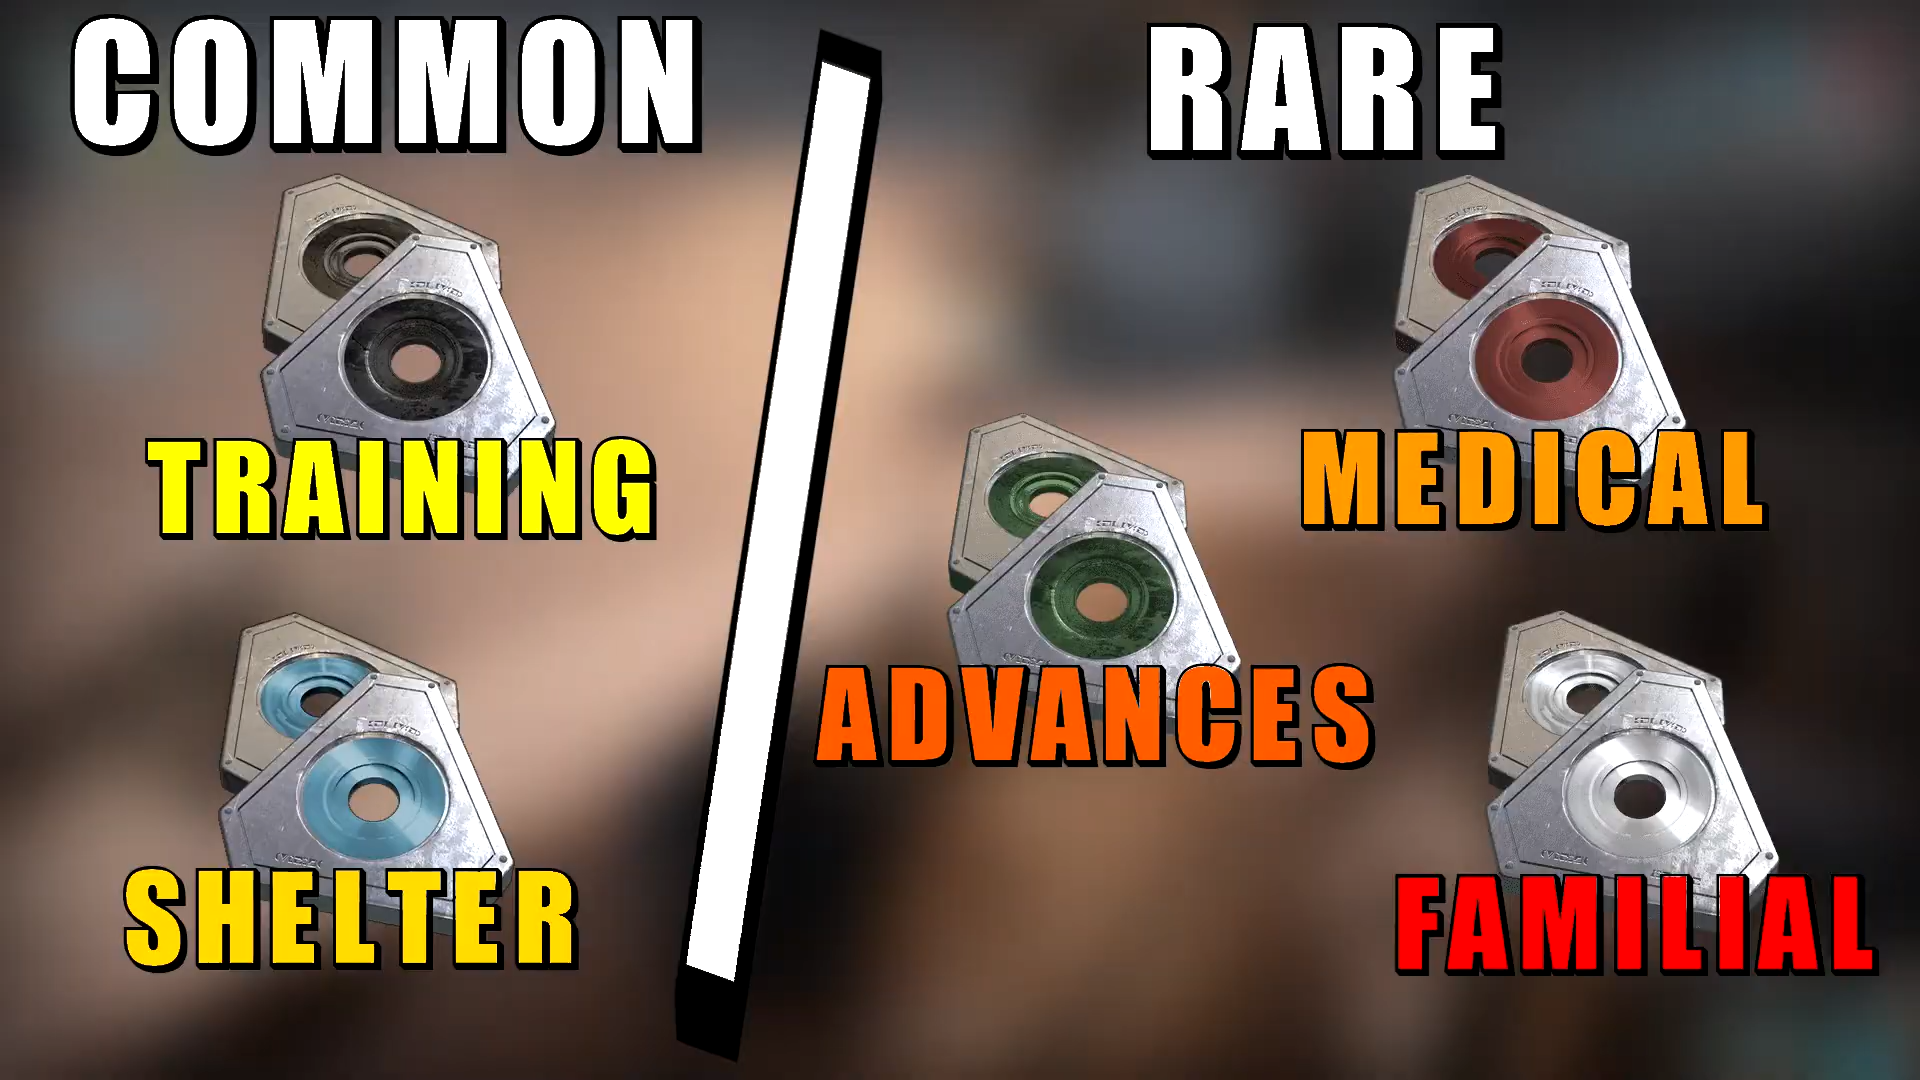 COMMON
RARE
TRAINING
MEDICAL
ADVANCES
SHELTER
FAMILIAL